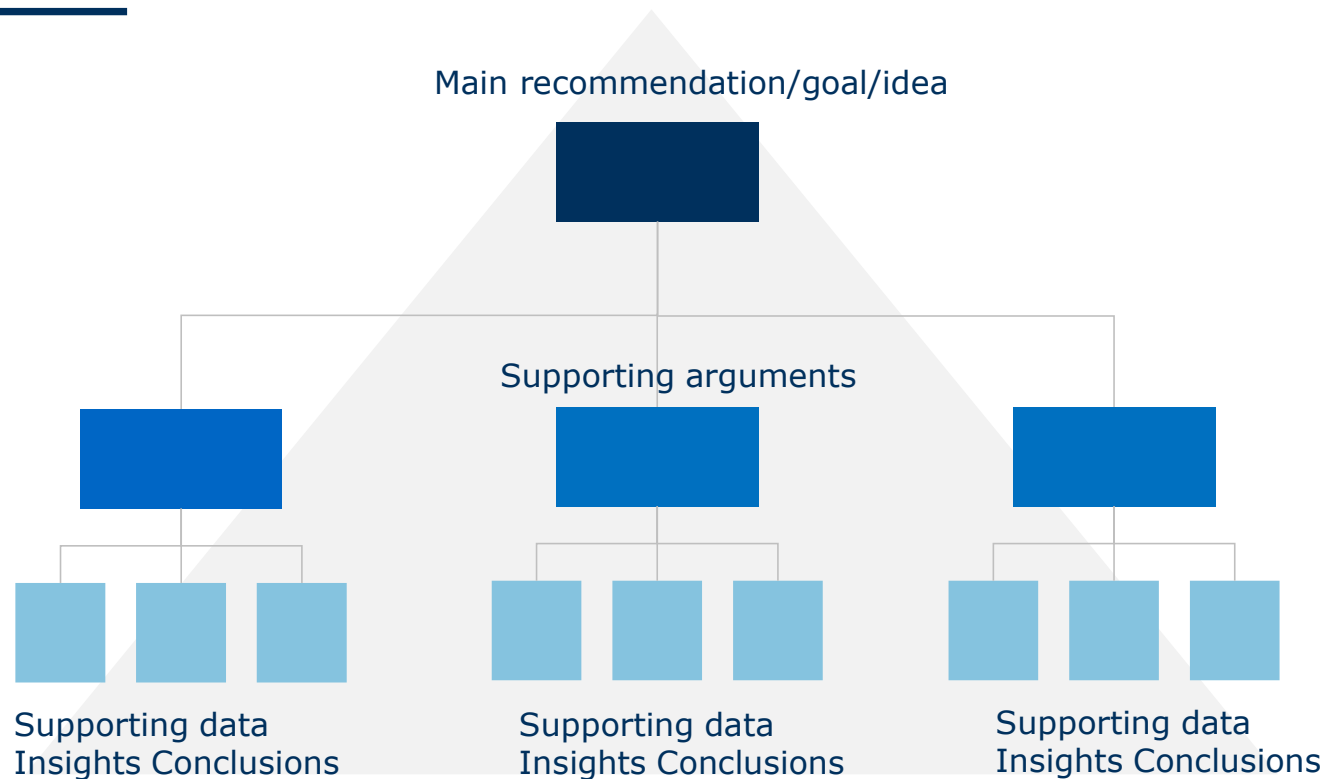 Main recommendation/goal/idea
Supporting arguments
Supporting data
Insights Conclusions
Supporting data
Insights Conclusions
Supporting data
Insights Conclusions